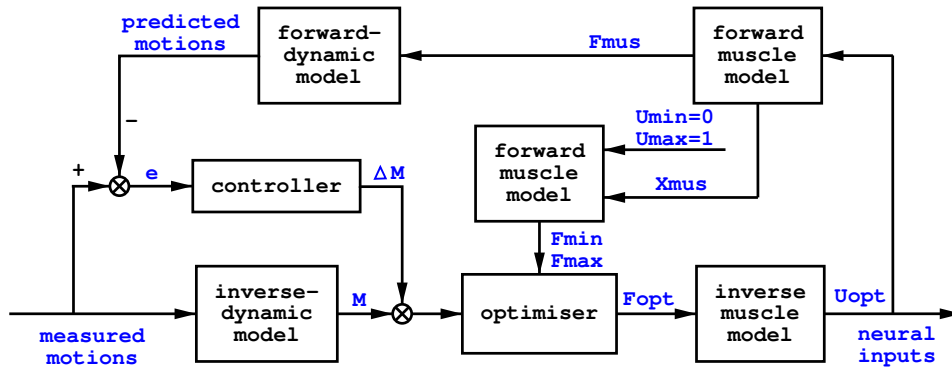 predicted
motions
forward-
dynamic
model
Fmus
forward
muscle
model
Umin=0
Umax=1
forward
muscle
model
Xmus
−
+
e
controller
ΔM
Fmin
Fmax
inverse-
dynamic
model
M
optimiser
Fopt
inverse
muscle
model
Uopt
measured
motions
neural
inputs